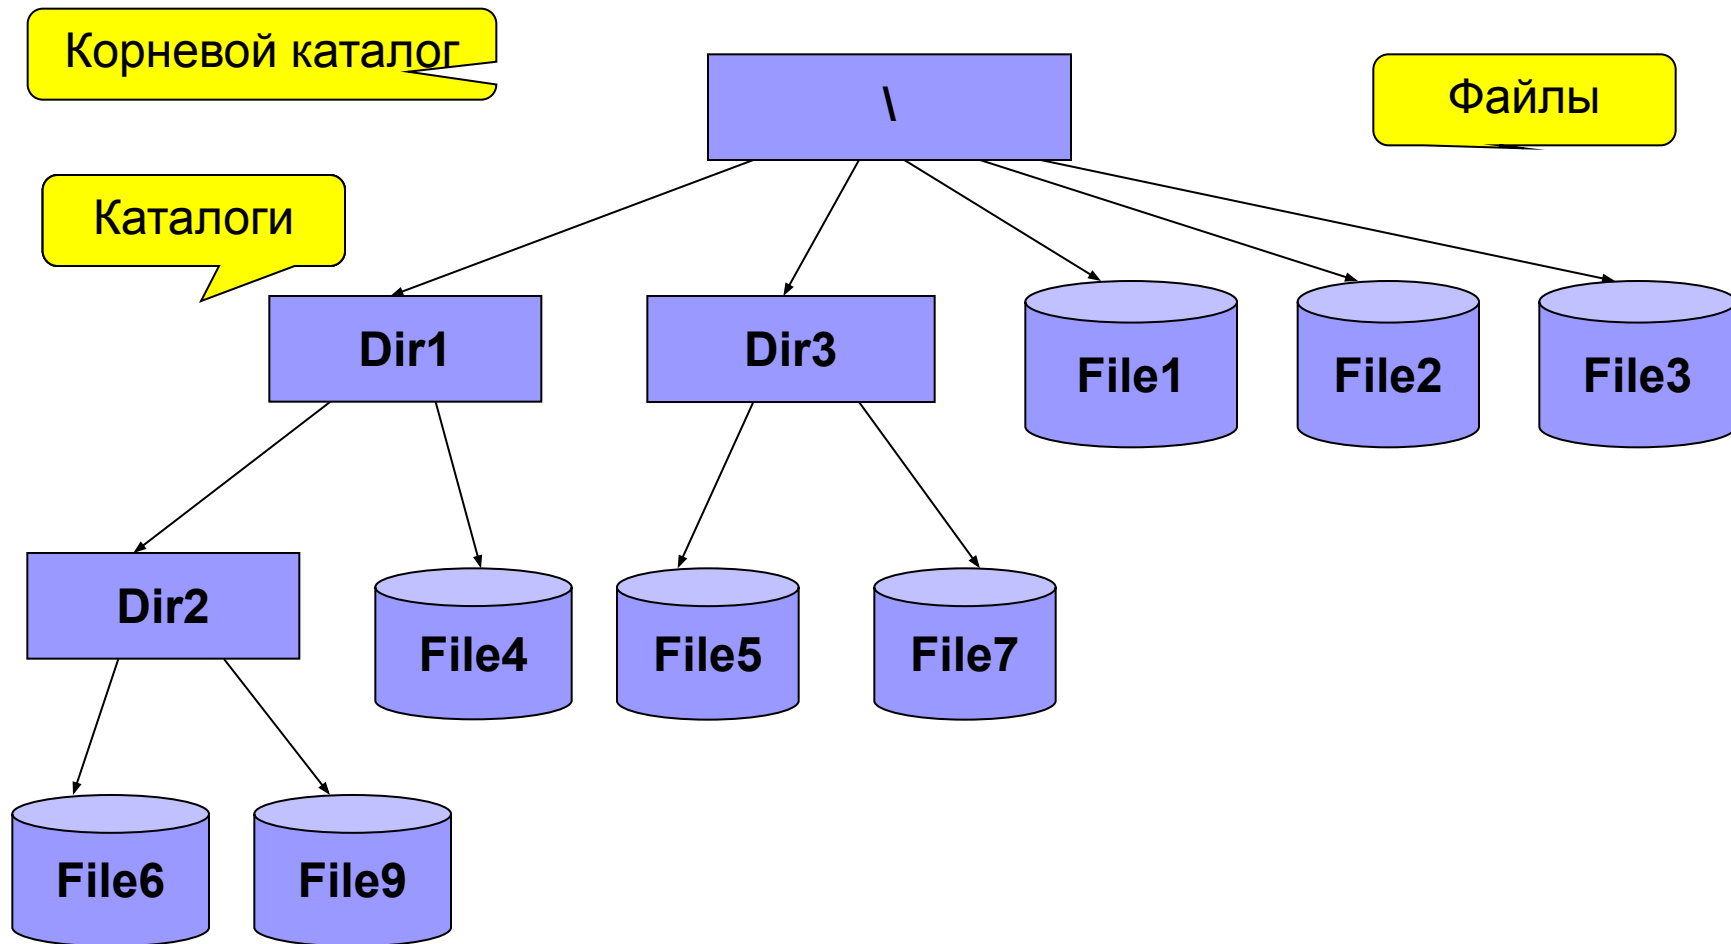 Корневой каталог
\
Файлы
Каталоги
Dir1
Dir3
File1
File2
File3
Dir2
File4
File5
File7
File6
File9